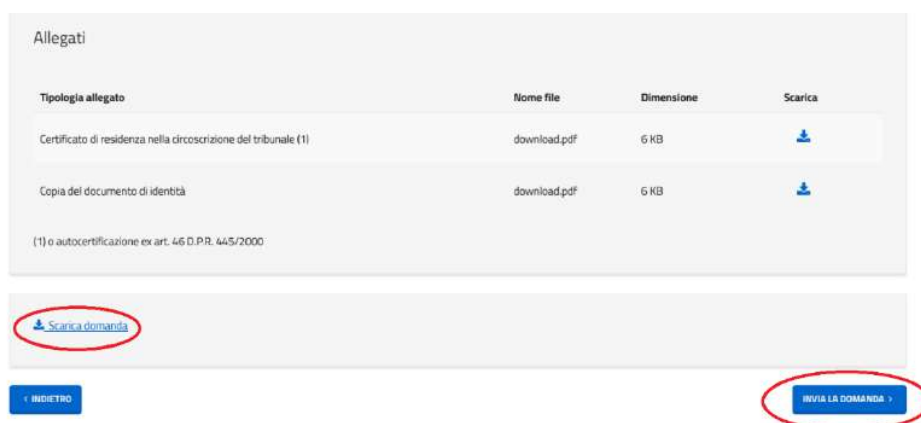 Allegati
Tipologia allegato Nome file Dimensione Scarica
Certificato di residenza nella circoscrizione del tribunale (1) download.pdf 6 KB
Copia del documento di identità download.pdf 6 KB
(1) o autocertificazione ex art. 46 D.P.R. 445/2000
Scarica domanda
< INDIETRO INVIA LA DOMANDA >